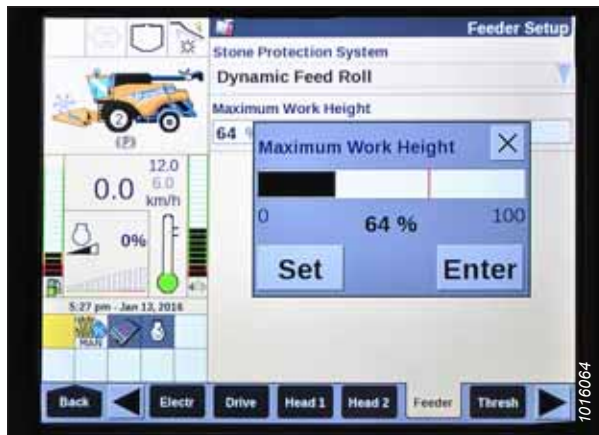 Feeder Setup
Stone Protection System
Dynamic Feed Roll
Maximum Work Height
64 %
Maximum Work Height
0 100
64 %
Set Enter
2
(P)
12.0
0.0 6.0
km/h
0%
5:27 pm - Jan 13, 2016
MAN
Back Electr Drive Head 1 Head 2 Feeder Thresh
1016064